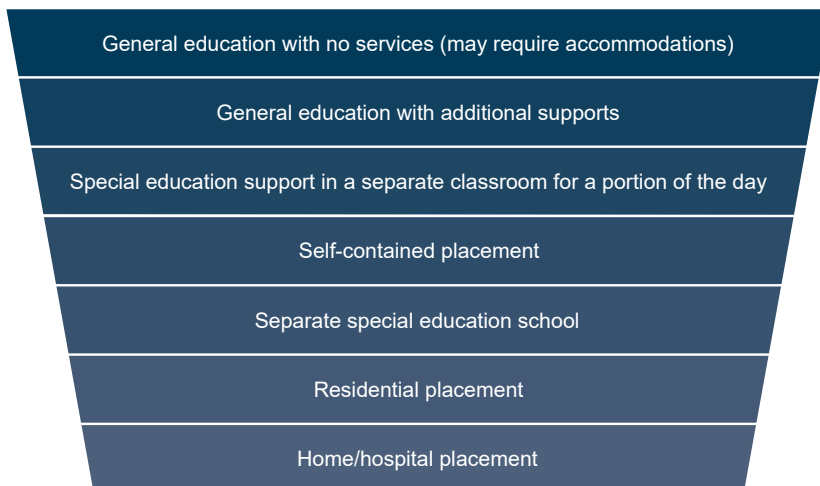 General education with no services (may require accommodations)
General education with additional supports
Special education support in a separate classroom for a portion of the day
Self-contained placement
Separate special education school
Residential placement
Home/hospital placement